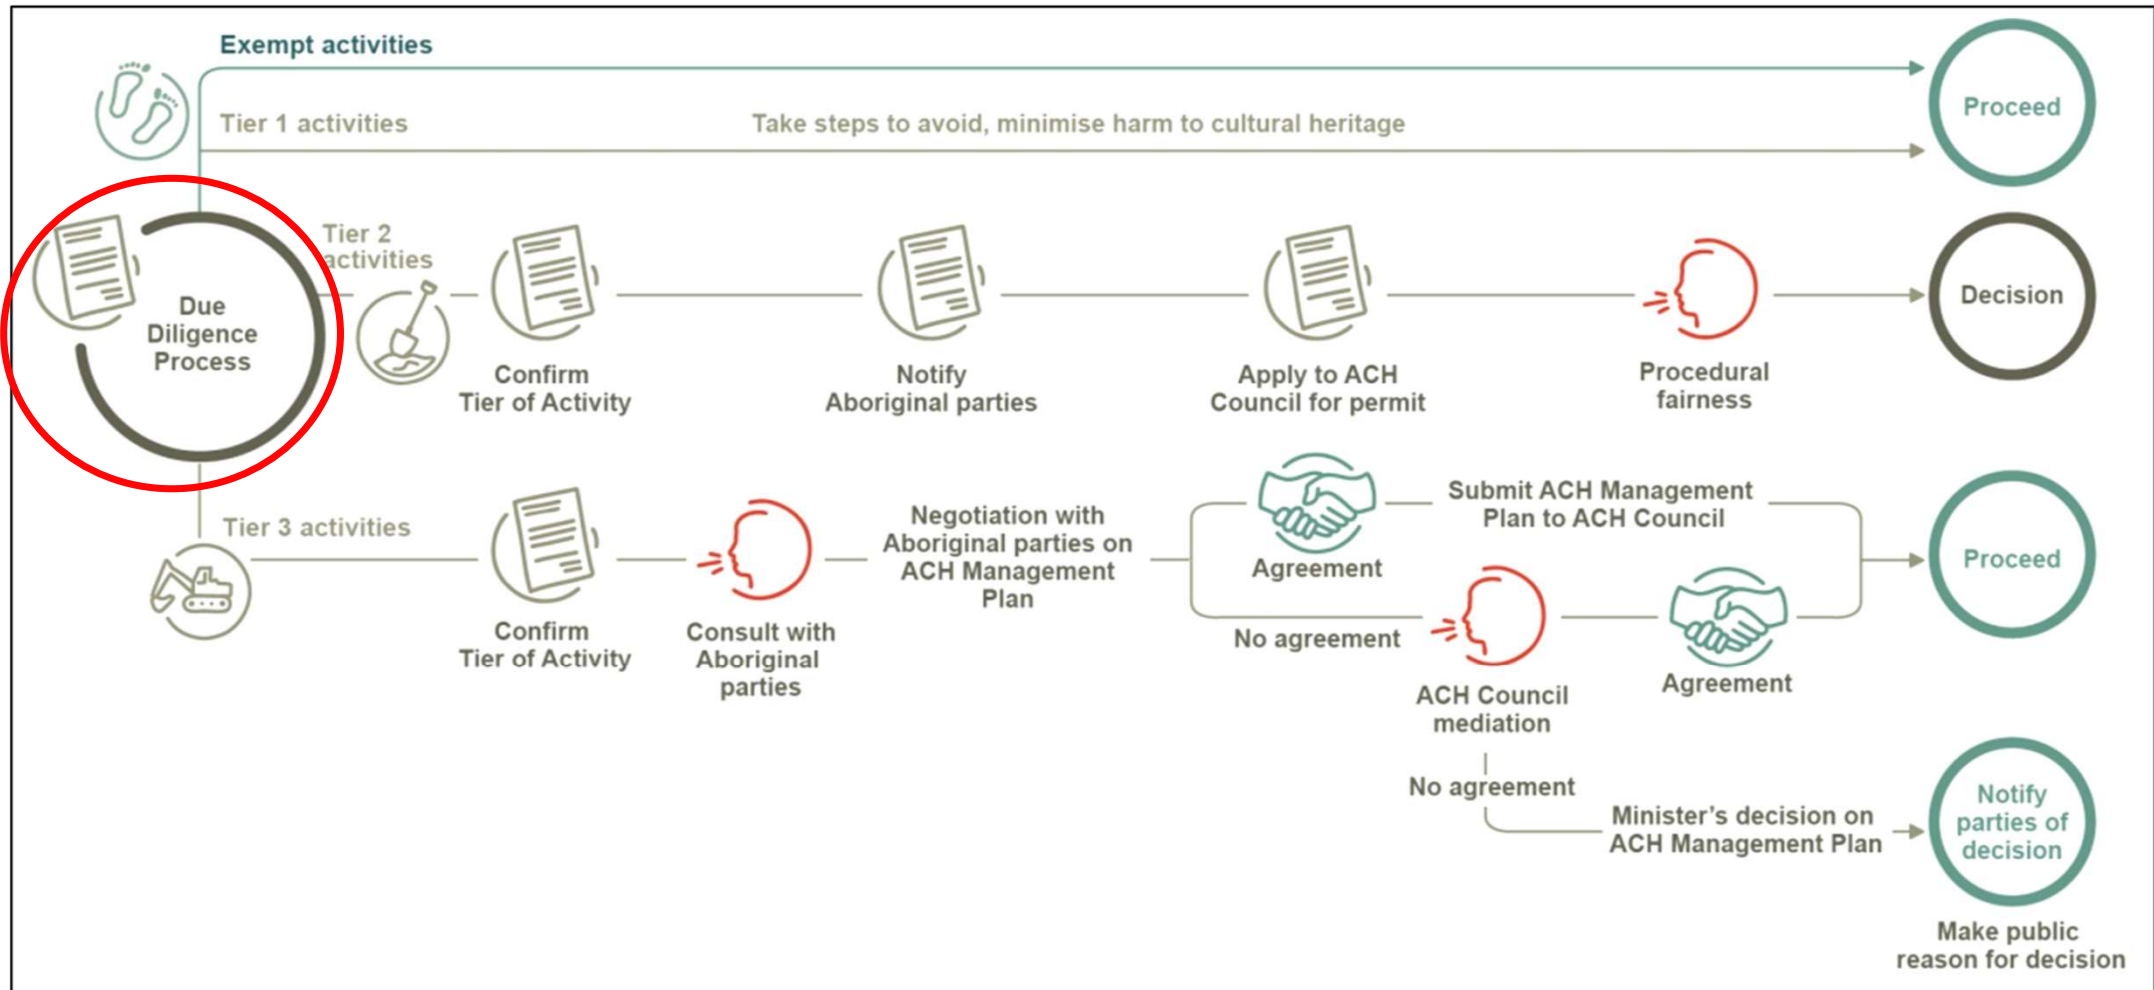 Exempt activities
Tier 1 activities
Take steps to avoid, minimise harm to cultural heritage
Proceed
Due
Diligence
Process
Tier 2
activities
Confirm
Tier of Activity
Notify
Aboriginal parties
Apply to ACH
Council for permit
Procedural
fairness
Decision
Tier 3 activities
Confirm
Tier of Activity
Consult with
Aboriginal
parties
Negotiation with
Aboriginal parties on
ACH Management
Plan
Agreement
Submit ACH Management
Plan to ACH Council
No agreement
ACH Council
mediation
Agreement
Proceed
No agreement
Minister’s decision on
ACH Management Plan
Notify
parties of
decision
Make public
reason for decision